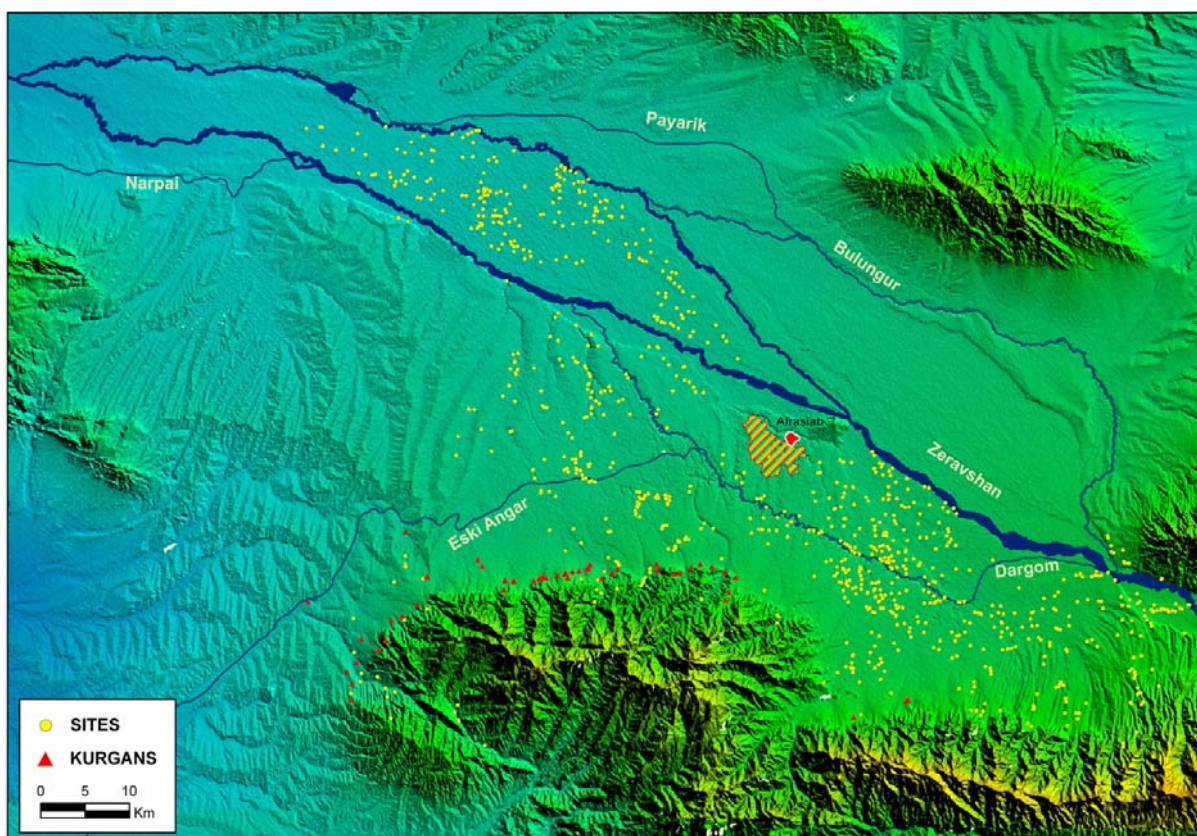 Payarik
Narpai
Bulungur
Afrasiab
Zeravshan
Eski Angar
Dargom
SITES
KURGANS
0 5 10
Km